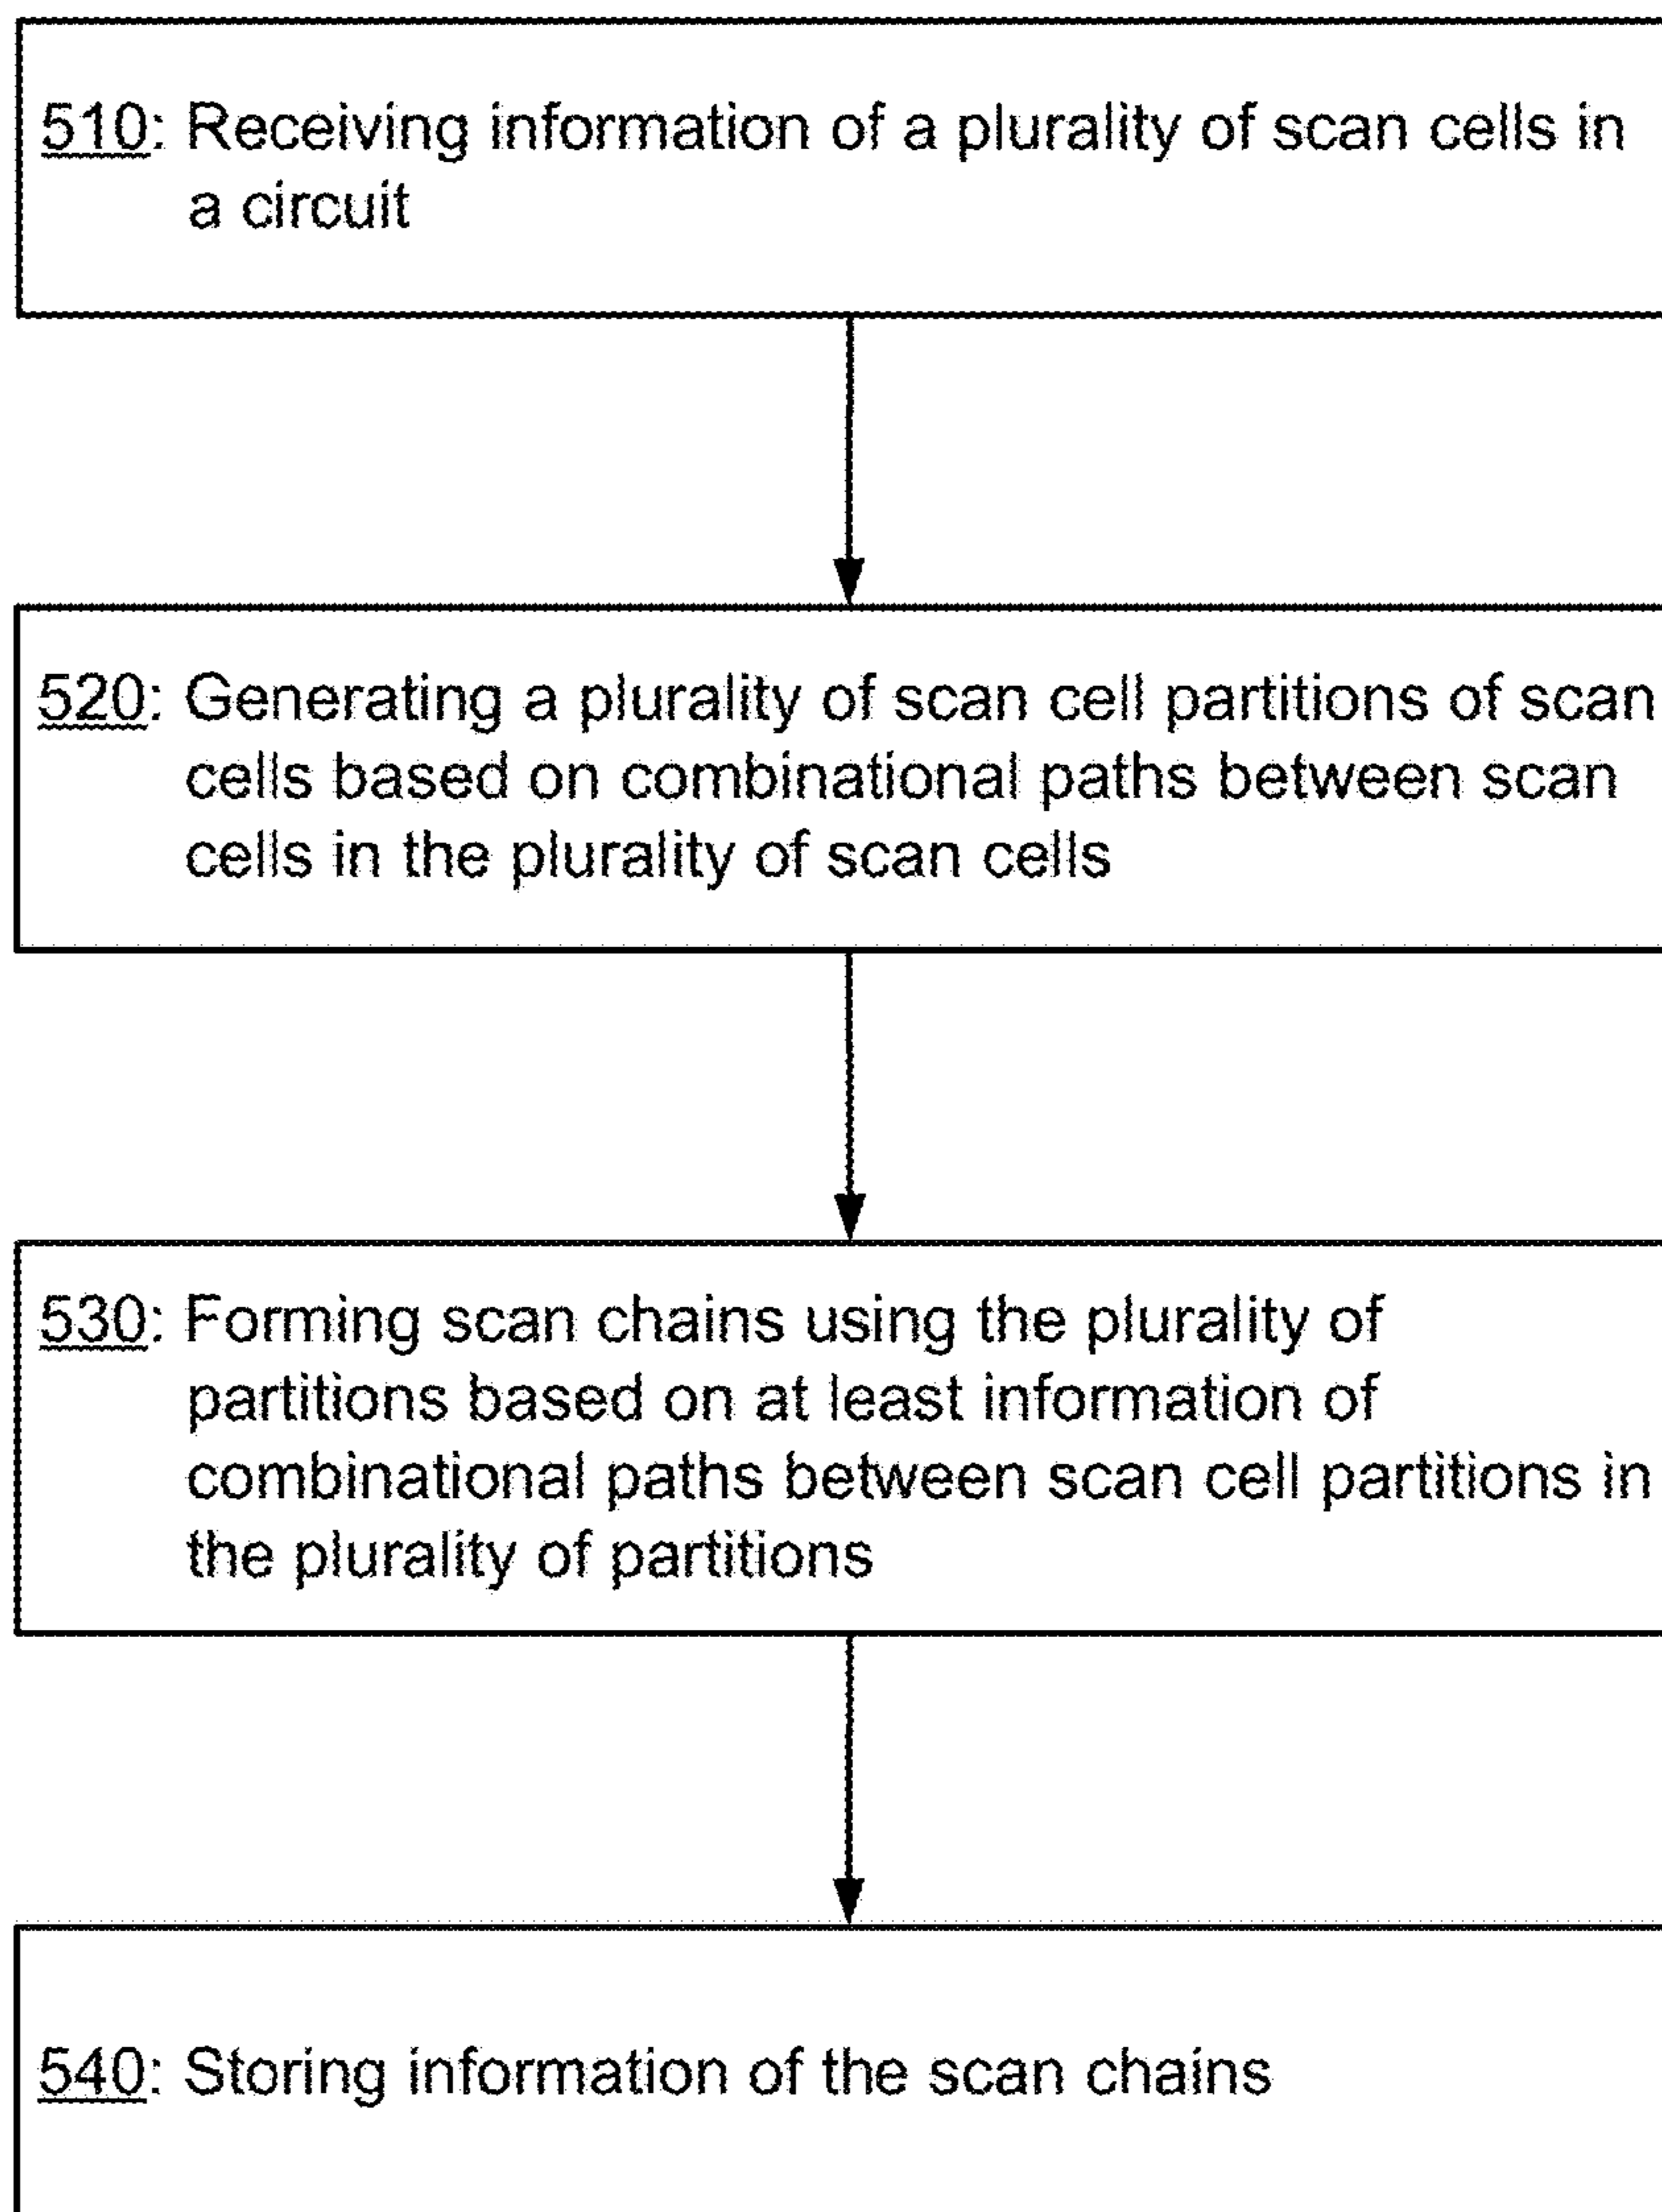 510: Receiving information of a plurality of scan cells in
a circuit
520: Generating a plurality of scan cell partitions of scan
cells based on combinational paths between scan
cells in the plurality of scan cells
530: Forming scan chains using the plurality of
partitions based on at least information of
combinational paths between scan cell partitions in
the plurality of partitions
540: Storing information of the scan chains